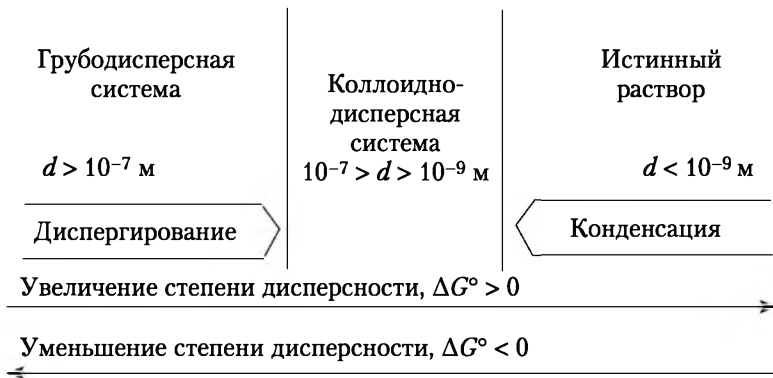 Грубодисперсная
система
d > 10⁻⁷ м
Коллоидно-
дисперсная
система
10⁻⁷ > d > 10⁻⁹ м
Истинный
раствор
d < 10⁻⁹ м
Диспергирование
Конденсация
Увеличение степени дисперсности, ΔG° > 0
Уменьшение степени дисперсности, ΔG° < 0